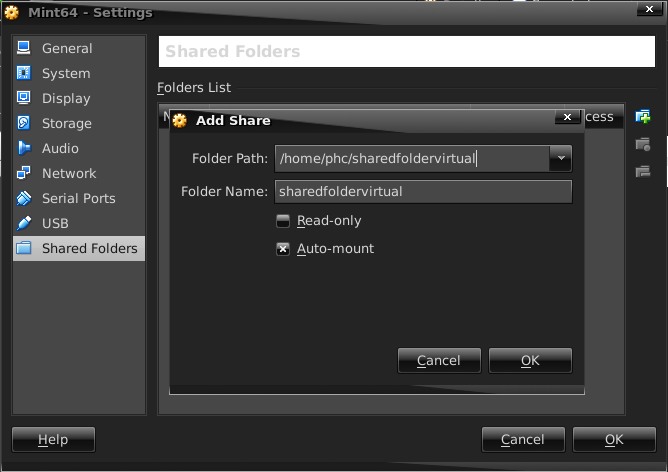 Mint64 - Settings
General
System
Display
Storage
Audio
Network
Serial Ports
USB
Shared Folders
Shared Folders
Folders List
cess
Add Share
Folder Path: /home/phc/sharedfoldervirtual
Folder Name: sharedfoldervirtual
Read-only
Auto-mount
Cancel OK
Help Cancel OK